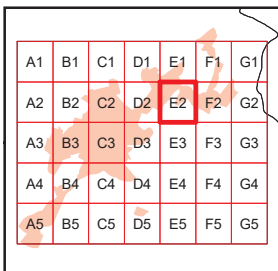 A1 B1 C1 D1 E1 F1 G1
A2 B2 C2 D2 E2 F2 G2
A3 B3 C3 D3 E3 F3 G3
A4 B4 C4 D4 E4 F4 G4
A5 B5 C5 D5 E5 F5 G5